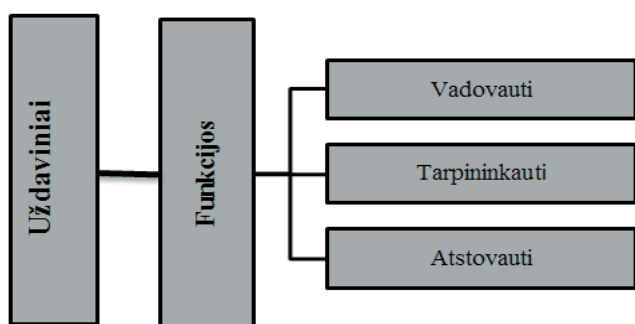 Uždaviniai
Funkcijos
Vadovauti
Tarpininkauti
Atstovauti